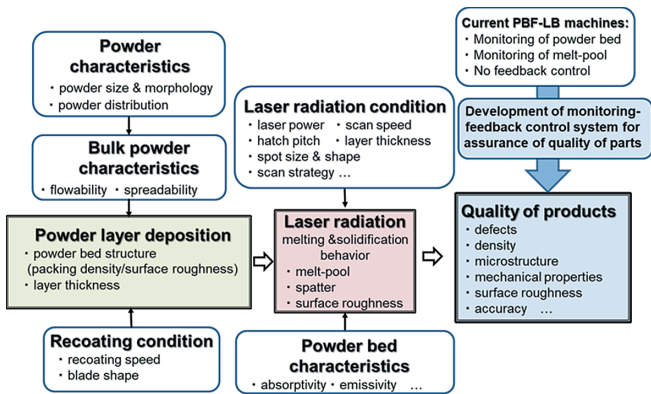 Powder
characteristics
・powder size & morphology
・powder distribution
Bulk powder
characteristics
・flowability ・spreadability
Powder layer deposition
・powder bed structure
(packing density/surface roughness)
・layer thickness
Recoating condition
・recoating speed
・blade shape
Laser radiation condition
・laser power ・scan speed
・hatch pitch ・layer thickness
・spot size & shape
・scan strategy …
Laser radiation
melting &solidification
behavior
・melt-pool
・spatter
・surface roughness
Powder bed
characteristics
・absorptivity ・emissivity …
Current PBF-LB machines:
・Monitoring of powder bed
・Monitoring of melt-pool
・No feedback control
Development of monitoring-
feedback control system for
assurance of quality of parts
Quality of products
・defects
・density
・microstructure
・mechanical properties
・surface roughness
・accuracy …